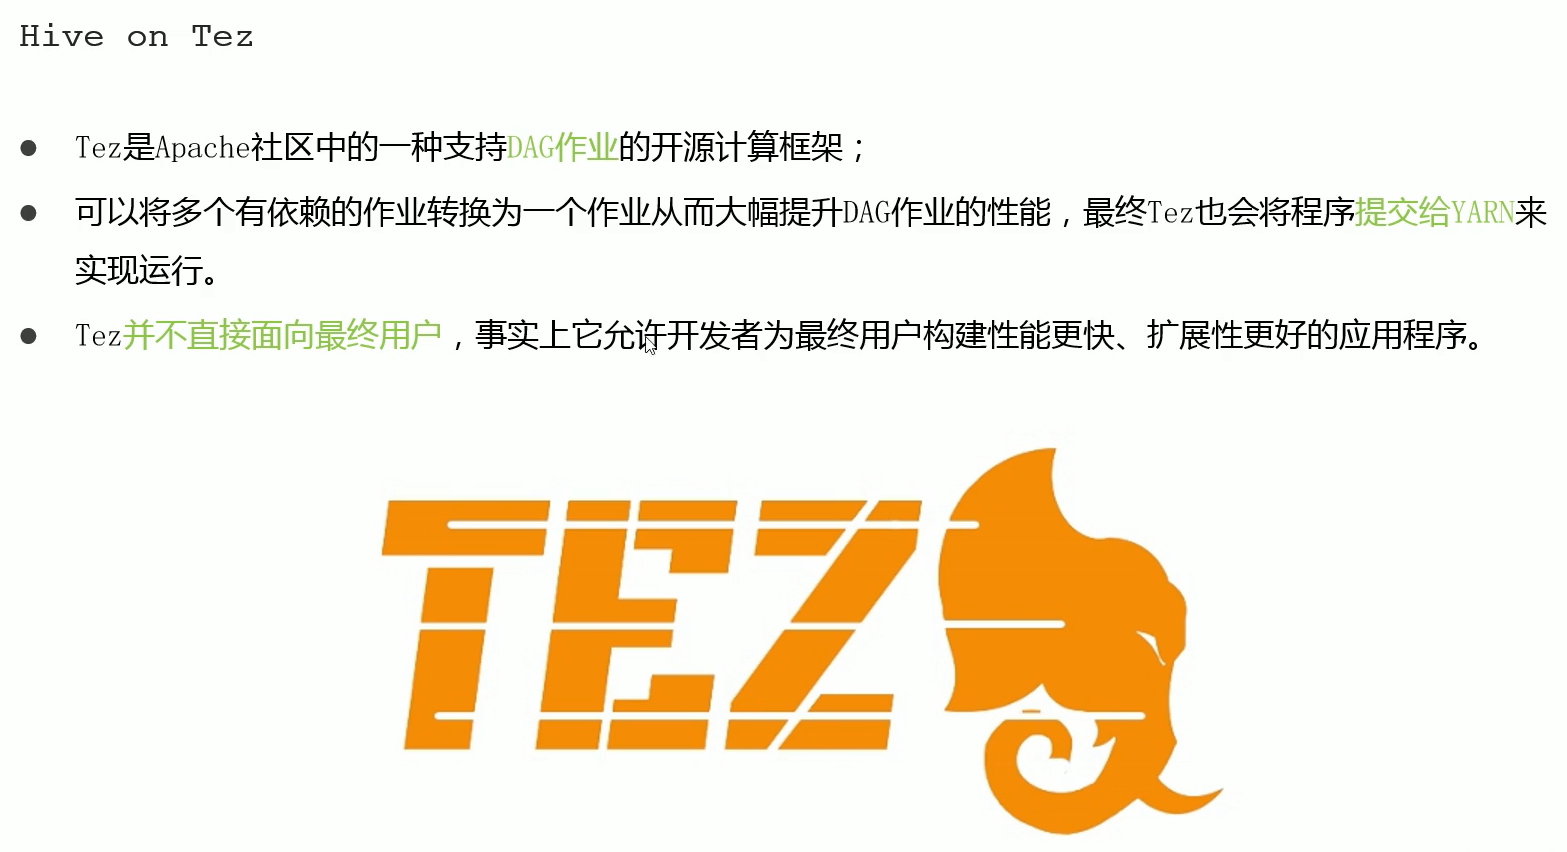 Hive on Tez
Tez是Apache社区中的一种支持DAG作业的开源计算框架；
可以将多个有依赖的作业转换为一个作业从而大幅提升DAG作业的性能，最终Tez也会将程序提交给YARN来
实现运行。
Tez并不直接面向最终用户，事实上它允许开发者为最终用户构建性能更快、扩展性更好的应用程序。
TEZ